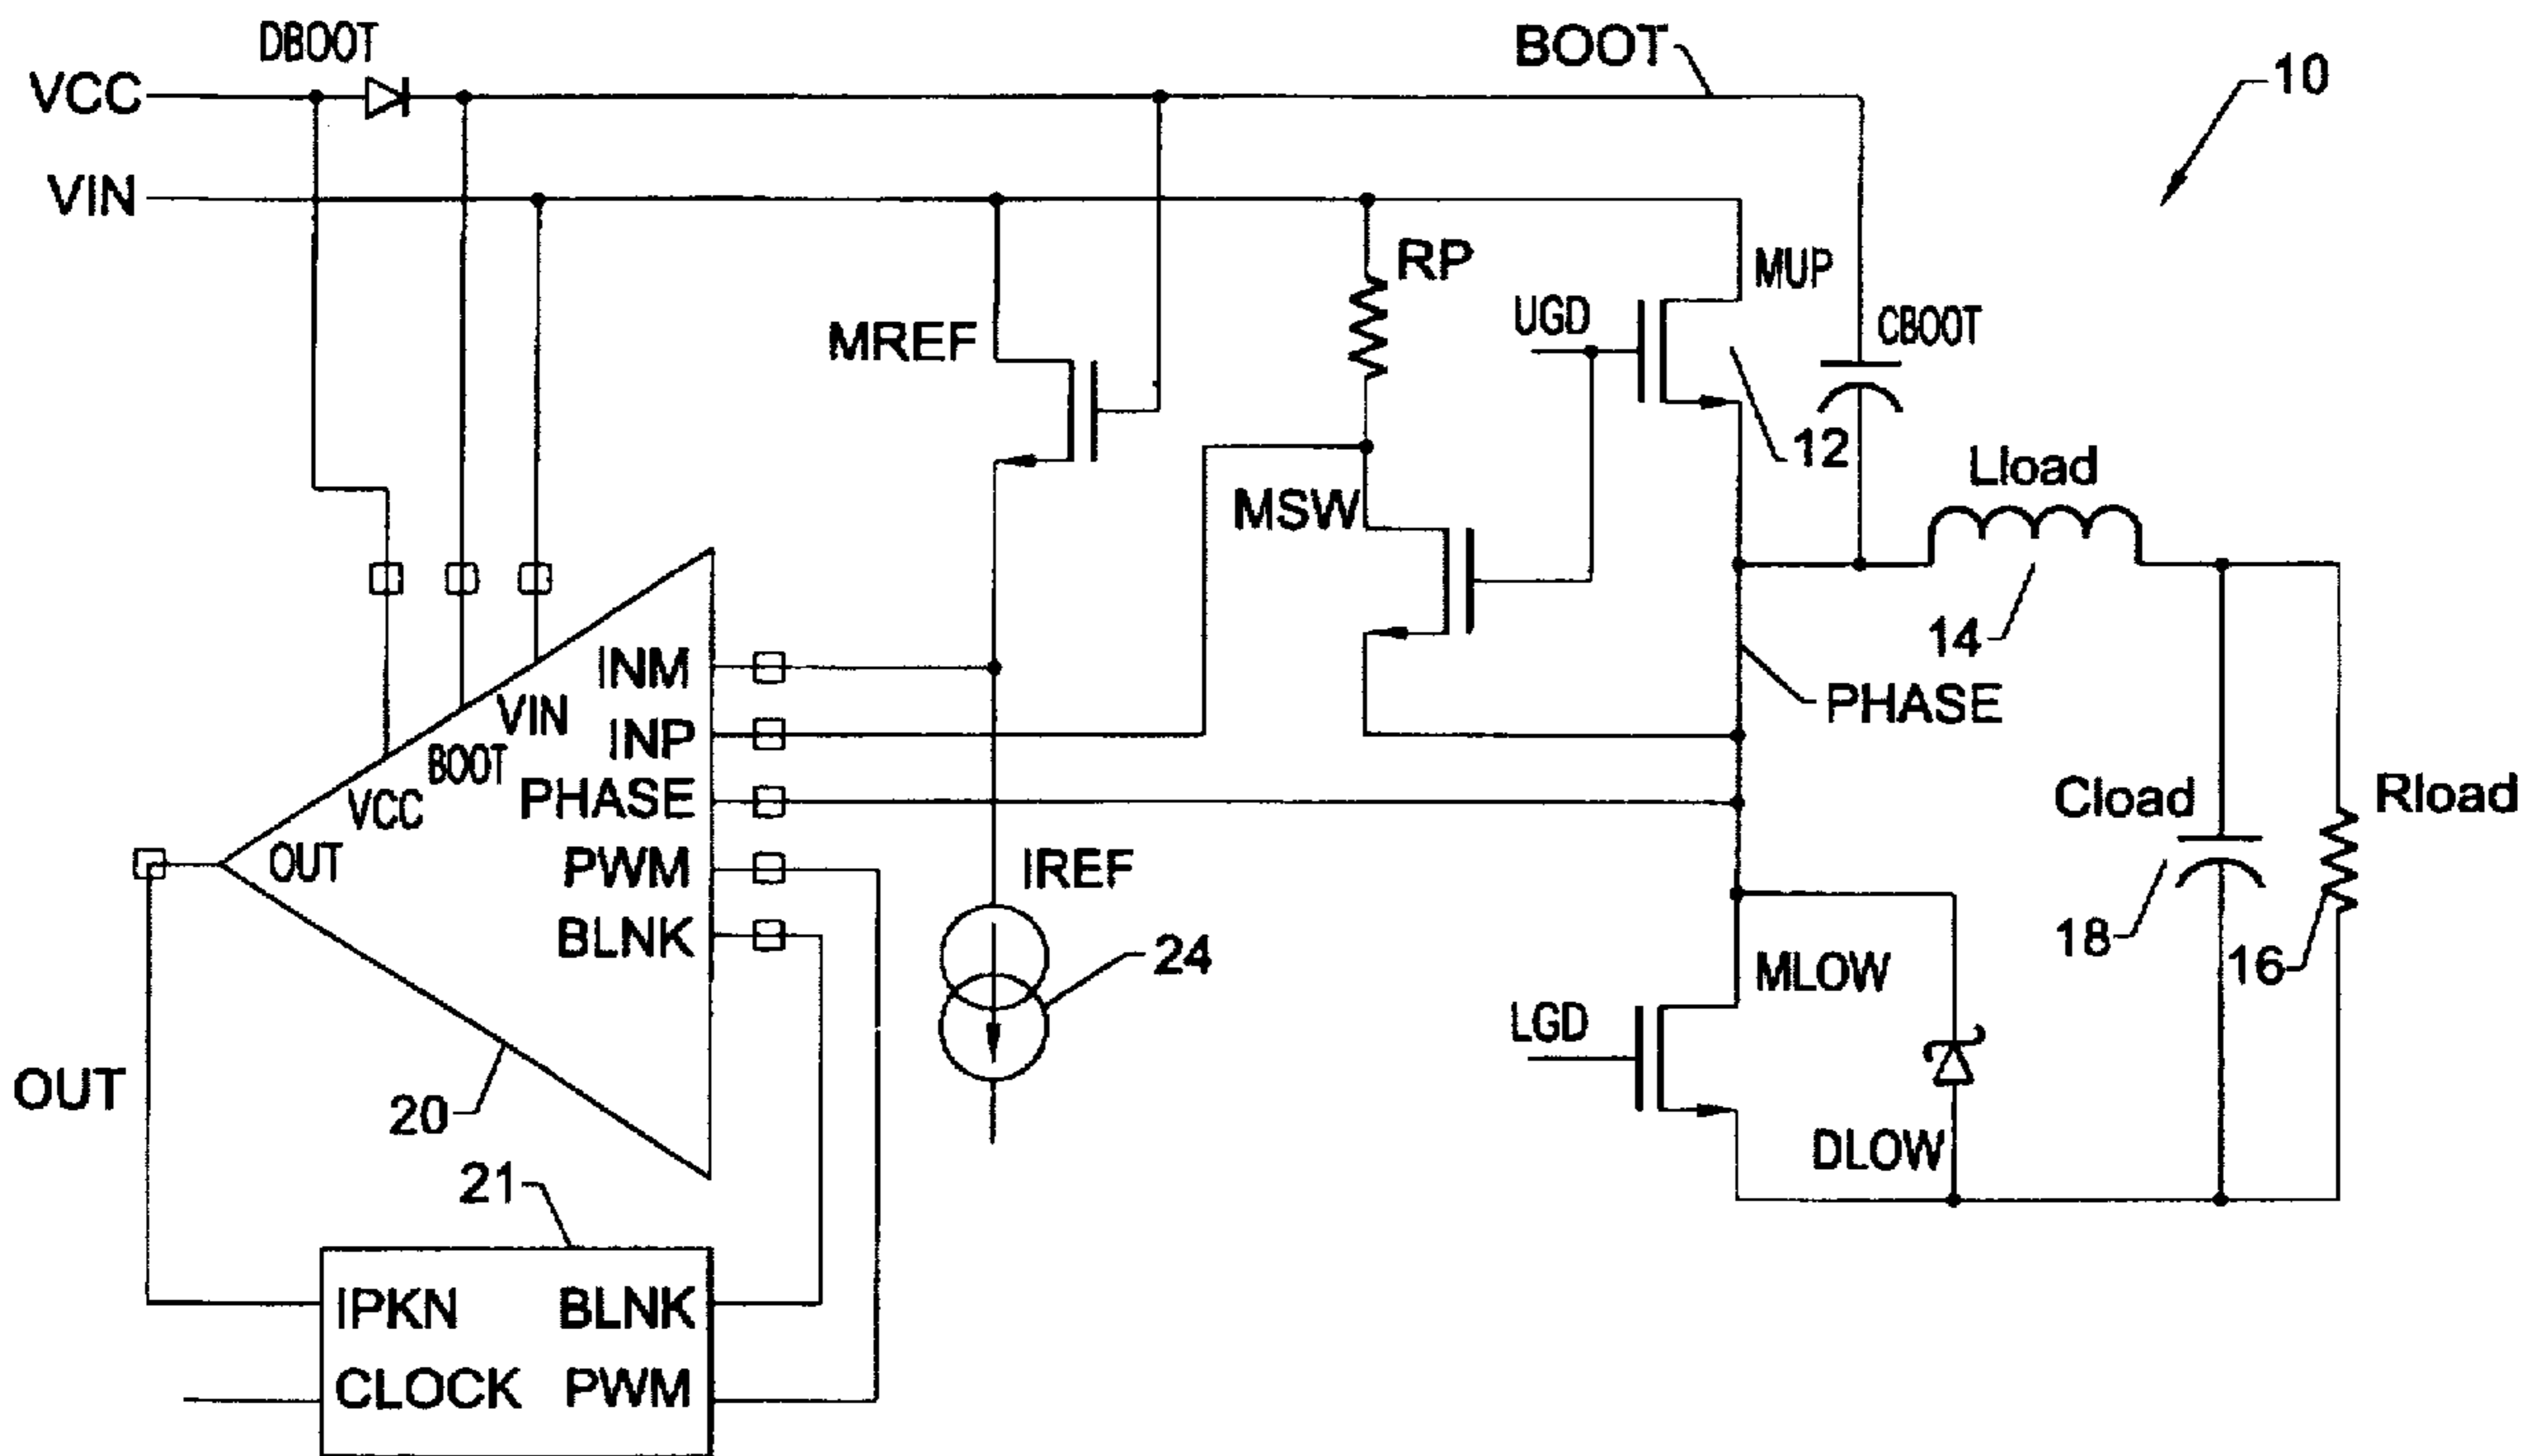 DBOOT
BOOT
VCC
10
VIN
RP
MUP
UGD
CBOOT
MREF
12
Lload
MSW
14
INM
VIN
INP
PHASE
BOOT
PHASE
VCC
Cload
Rload
OUT
PWM
IREF
BLNK
18
24
16
MLOW
LGD
OUT
20
DLOW
21
IPKN
BLNK
CLOCK
PWM